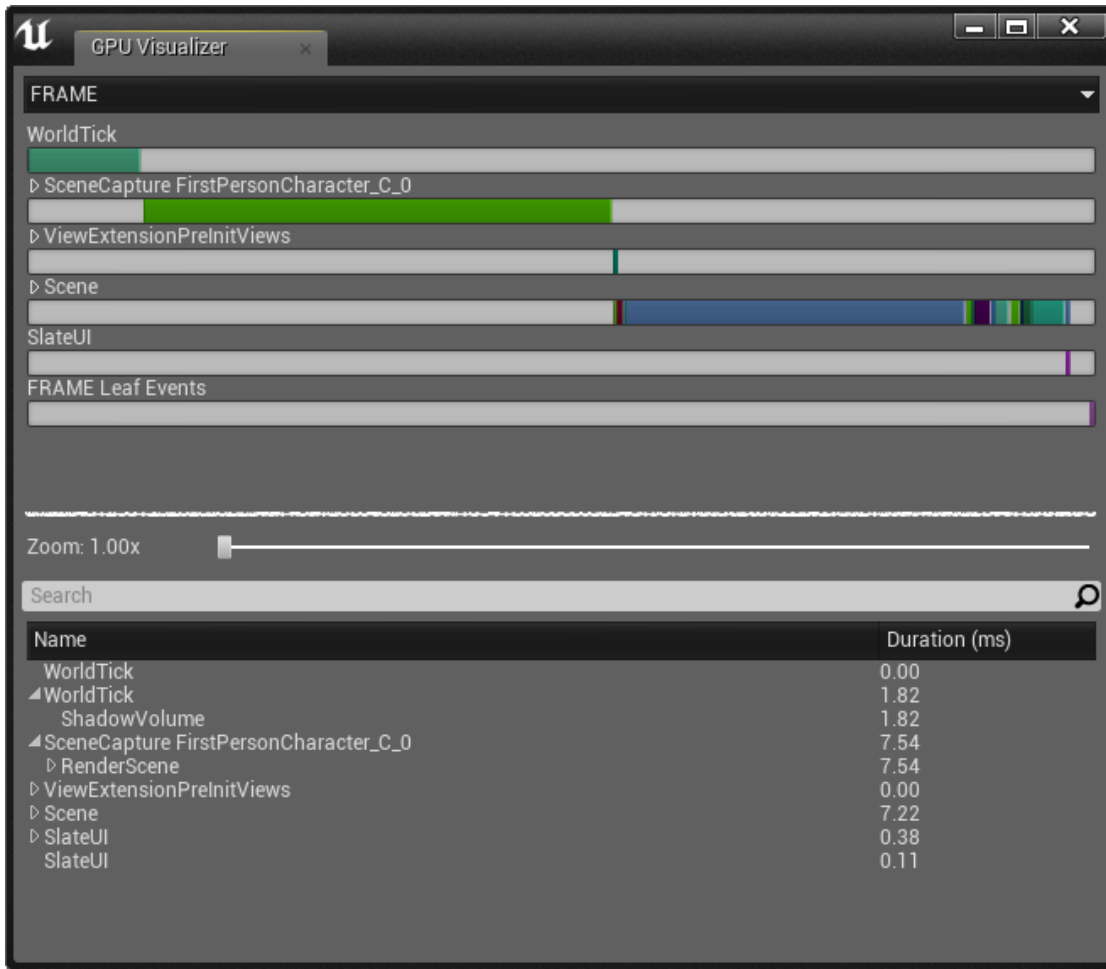 GPU Visualizer
FRAME
WorldTick
SceneCapture FirstPersonCharacter_C_0
ViewExtensionPreInitViews
Scene
SlateUI
FRAME Leaf Events
Zoom: 1.00x
Search
Name Duration (ms)
WorldTick 0.00
WorldTick 1.82
ShadowVolume 1.82
SceneCapture FirstPersonCharacter_C_0 7.54
RenderScene 7.54
ViewExtensionPreInitViews 0.00
Scene 7.22
SlateUI 0.38
SlateUI 0.11